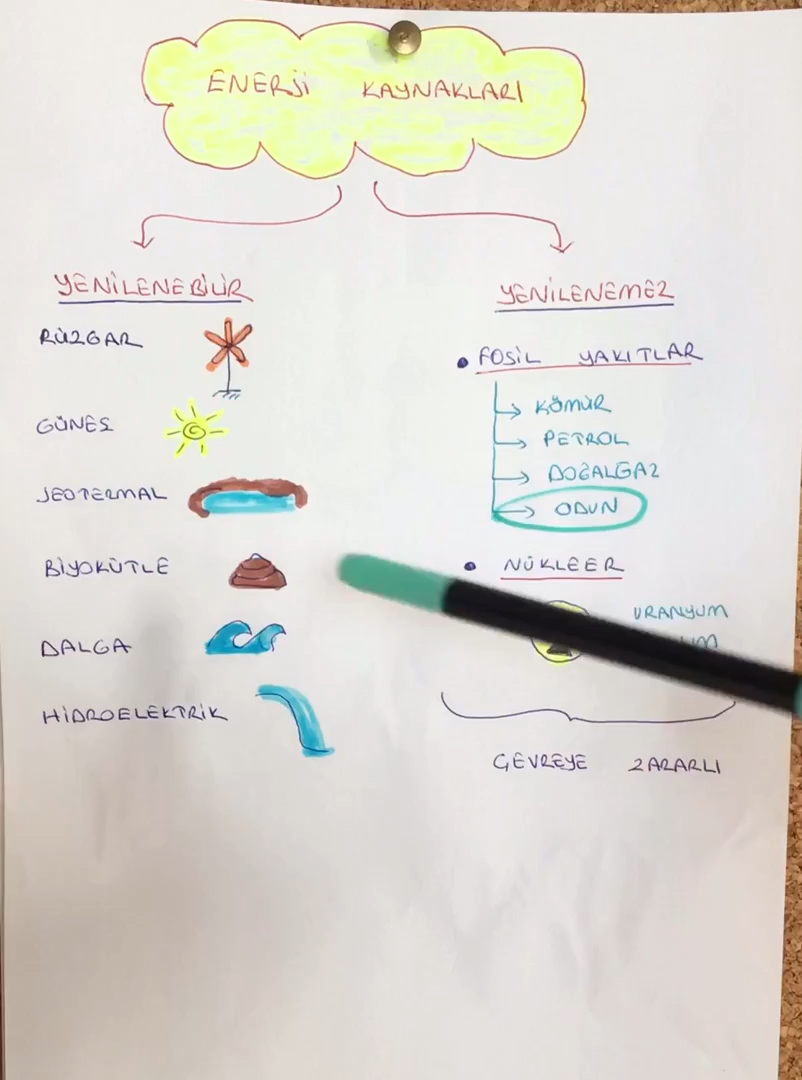 ENERJİ KAYNAKLARI
YENİLENEBİLİR
RÜZGAR
GÜNEŞ
JEOTERMAL
BİYOKÜTLE
DALGA
HİDROELEKTRİK
YENİLENEMEZ
• FOSİL YAKITLAR
KÖMÜR
PETROL
DOĞALGAZ
ODUN
• NÜKLEER
URANYUM
ÇEVREYE ZARARLI